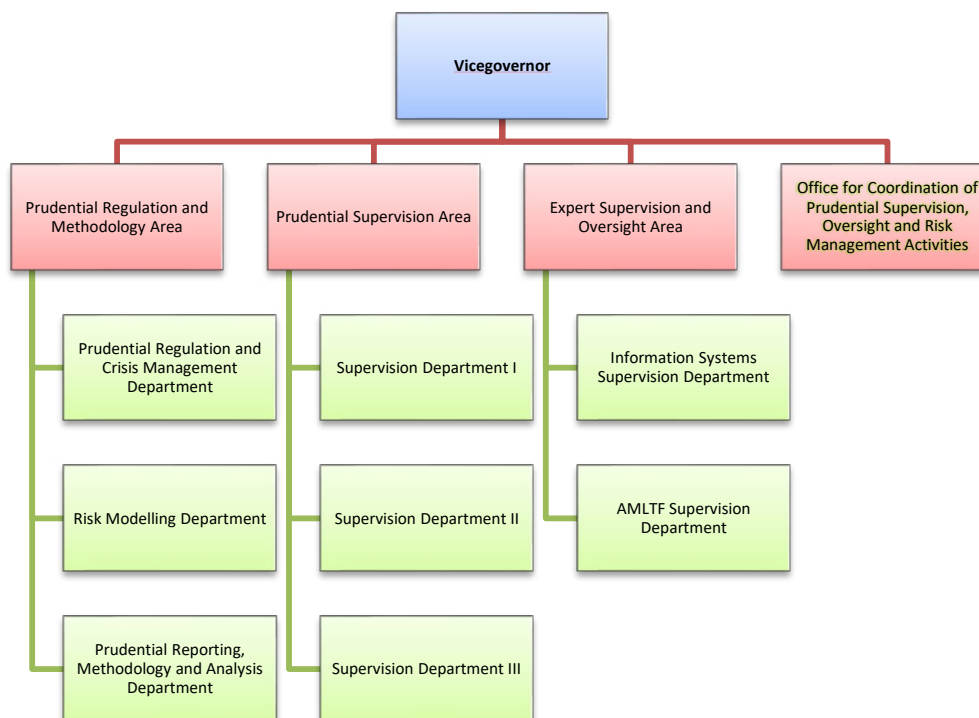 Vicegovernor
Prudential Regulation and
Methodology Area
Prudential Supervision Area
Expert Supervision and
Oversight Area
Office for Coordination of
Prudential Supervision,
Oversight and Risk
Management Activities
Prudential Regulation and
Crisis Management
Department
Supervision Department I
Information Systems
Supervision Department
Risk Modelling Department
Supervision Department II
AMLTF Supervision
Department
Prudential Reporting,
Methodology and Analysis
Department
Supervision Department III